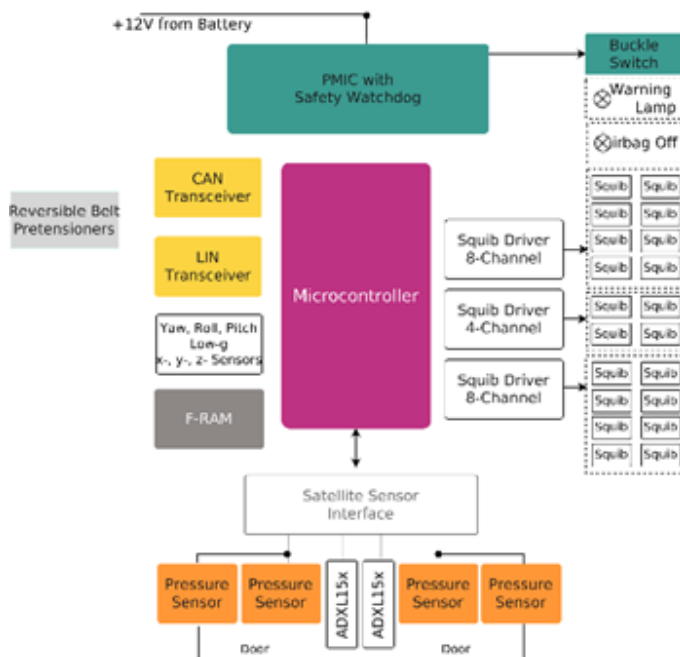 +12V from Battery
PMIC with
Safety Watchdog
Buckle
Switch
Warning
Lamp
irbag Off
CAN
Transceiver
Reversible Belt
Pretensioners
LIN
Transceiver
Microcontroller
Yaw, Roll, Pitch
Low-g
x-, y-, z- Sensors
F-RAM
Squib Driver
8-Channel
Squib Driver
4-Channel
Squib Driver
8-Channel
Squib Squib
Squib Squib
Squib Squib
Squib Squib
Squib Squib
Squib Squib
Squib Squib
Squib Squib
Squib Squib
Squib Squib
Satellite Sensor
Interface
Pressure
Sensor
Pressure
Sensor
ADXL15x
ADXL15x
Pressure
Sensor
Pressure
Sensor
Door
Door